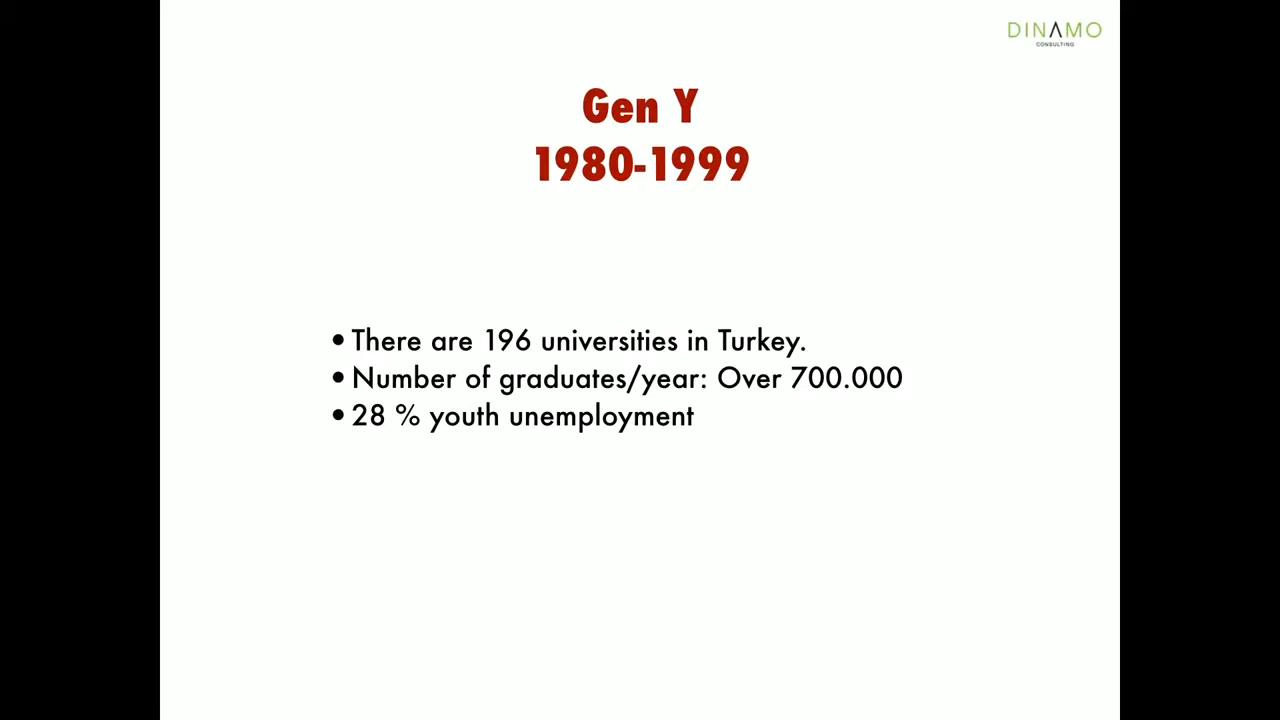 DINAMO
CONSULTING
Gen Y
1980-1999
• There are 196 universities in Turkey.
• Number of graduates/year: Over 700.000
• 28 % youth unemployment